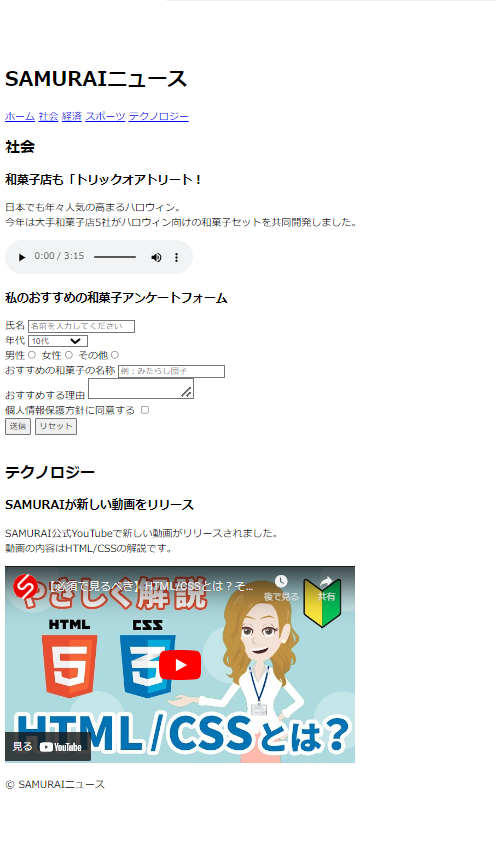 SAMURAIニュース
ホーム 社会 経済 スポーツ テクノロジー
社会
和菓子店も「トリックオアトリート！
日本でも年々人気の高まるハロウィン。
今年は大手和菓子店5社がハロウィン向けの和菓子セットを共同開発しました。
0:00 / 3:15
私のおすすめの和菓子アンケートフォーム
氏名 名前を入力してください
年代 10代
男性 女性 その他
おすすめの和菓子の名称 例：みたらし団子
おすすめする理由
個人情報保護方針に同意する
送信 リセット
テクノロジー
SAMURAIが新しい動画をリリース
SAMURAI公式YouTubeで新しい動画がリリースされました。
動画の内容はHTML/CSSの解説です。
【必須で見るべき】HTML/CSSとは？そ...
後で見る 共有
やさしく解説
HTML CSS
5 3
HTML/CSSとは？
見る YouTube
© SAMURAIニュース